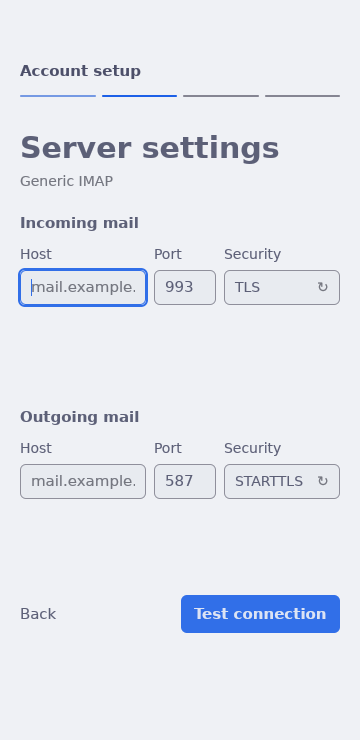 Account setup
Server settings
Generic IMAP
Incoming mail
Host Port Security
mail.example. 993 TLS ↻
Outgoing mail
Host Port Security
mail.example. 587 STARTTLS ↻
Back Test connection